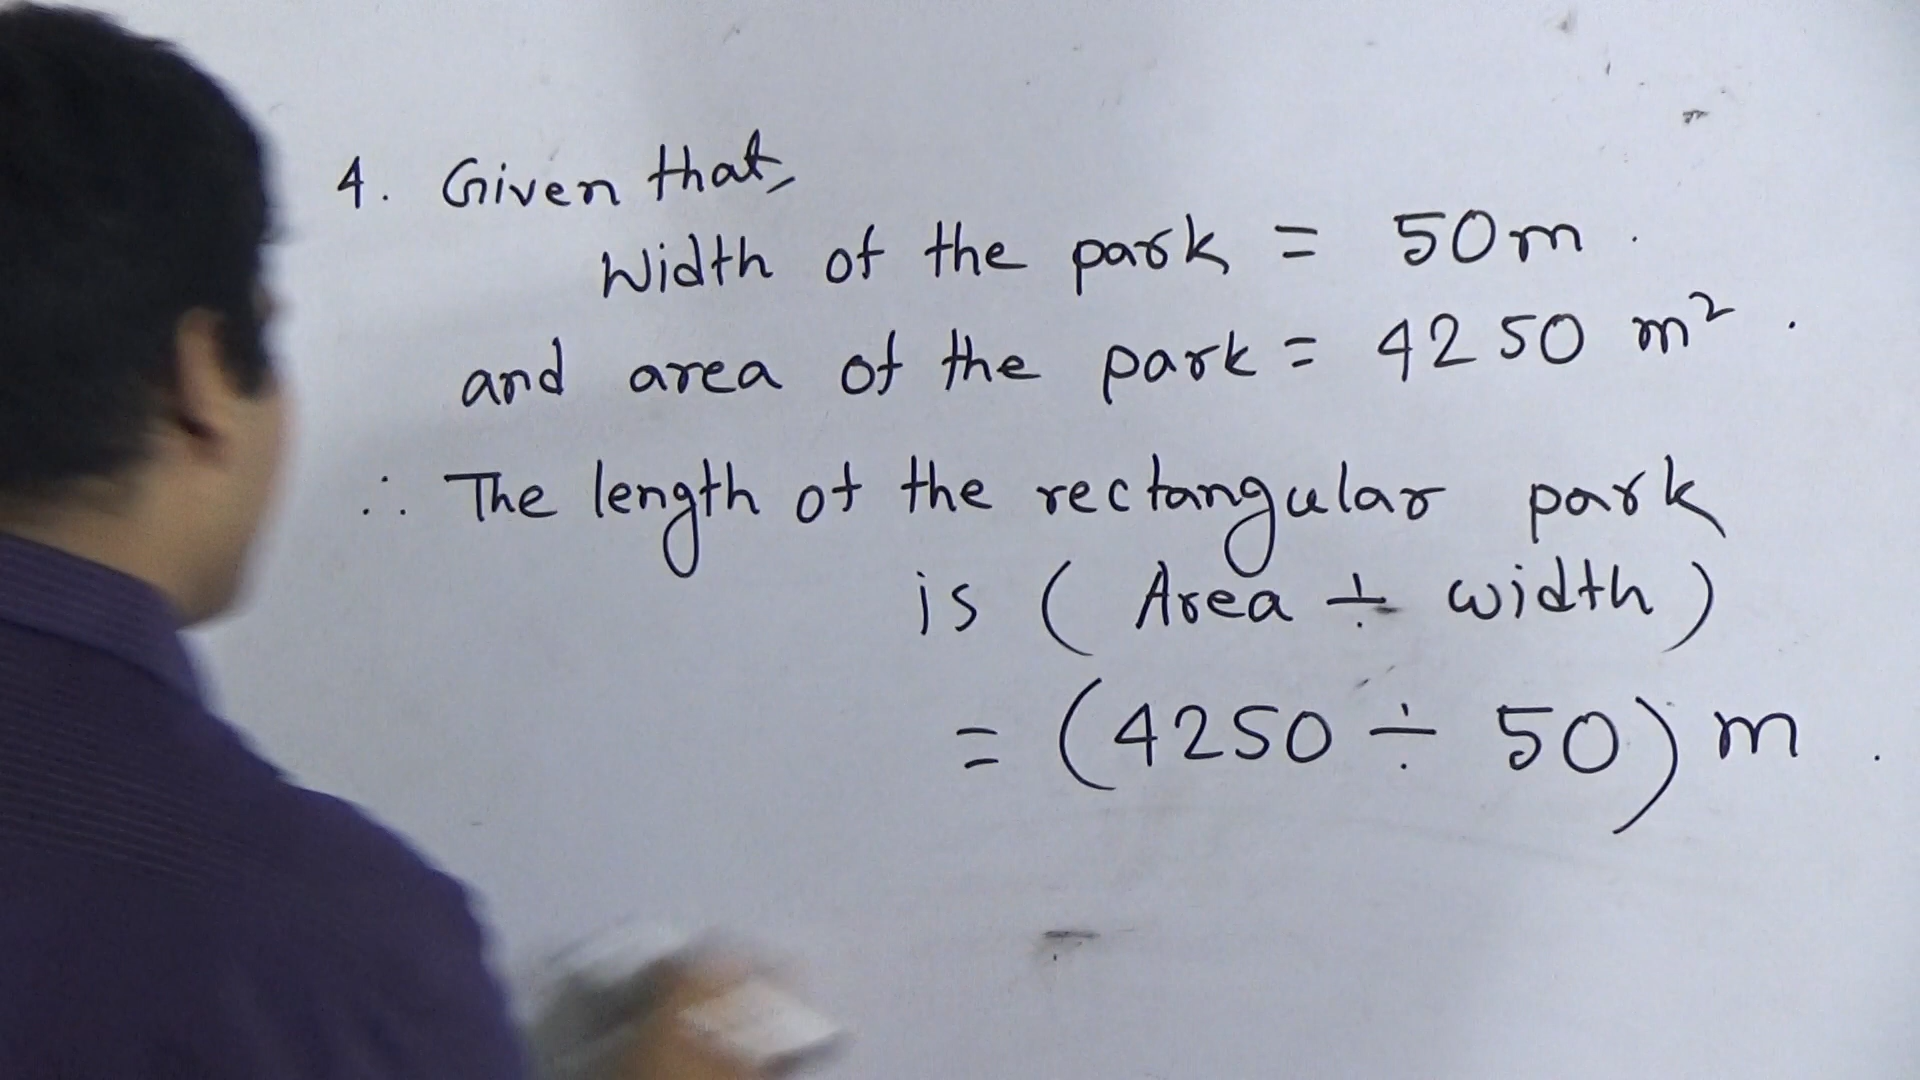 4. Given that,
Width of the park = 50m.
and area of the park = 4250 m².
∴ The length of the rectangular park
is (Area ÷ width)
= (4250 ÷ 50) m.